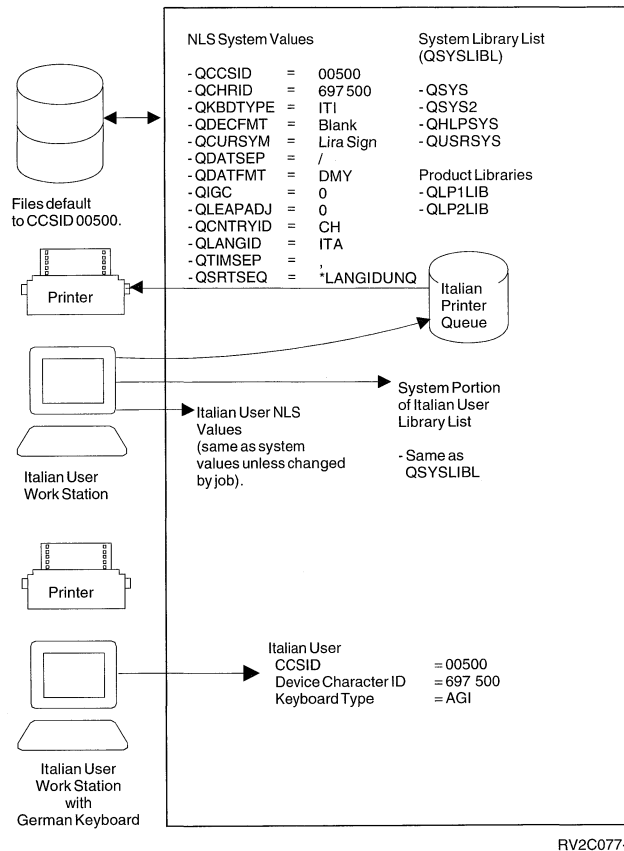 NLS System Values
- QCCSID = 00500
- QCHRID = 697 500
- QKBDTYPE = ITI
- QDECFMT = Blank
- QCURSYM = Lira Sign
- QDATSEP = /
- QDATFMT = DMY
- QIGC = 0
- QLEAPADJ = 0
- QCNTRYID = CH
- QLANGID = ITA
- QTIMSEP = ,
- QSRTSEQ = *LANGIDUNQ
System Library List
(QSYSLIBL)
- QSYS
- QSYS2
- QHLPSYS
- QUSRSYS
Product Libraries
- QLP1LIB
- QLP2LIB
Files default
to CCSID 00500.
Printer
Italian
Printer
Queue
Italian User
Work Station
Italian User NLS
Values
(same as system
values unless changed
by job).
System Portion
of Italian User
Library List
- Same as
QSYSLIBL
Printer
Italian User
CCSID = 00500
Device Character ID = 697 500
Keyboard Type = AGI
Italian User
Work Station
with
German Keyboard
RV2C077-